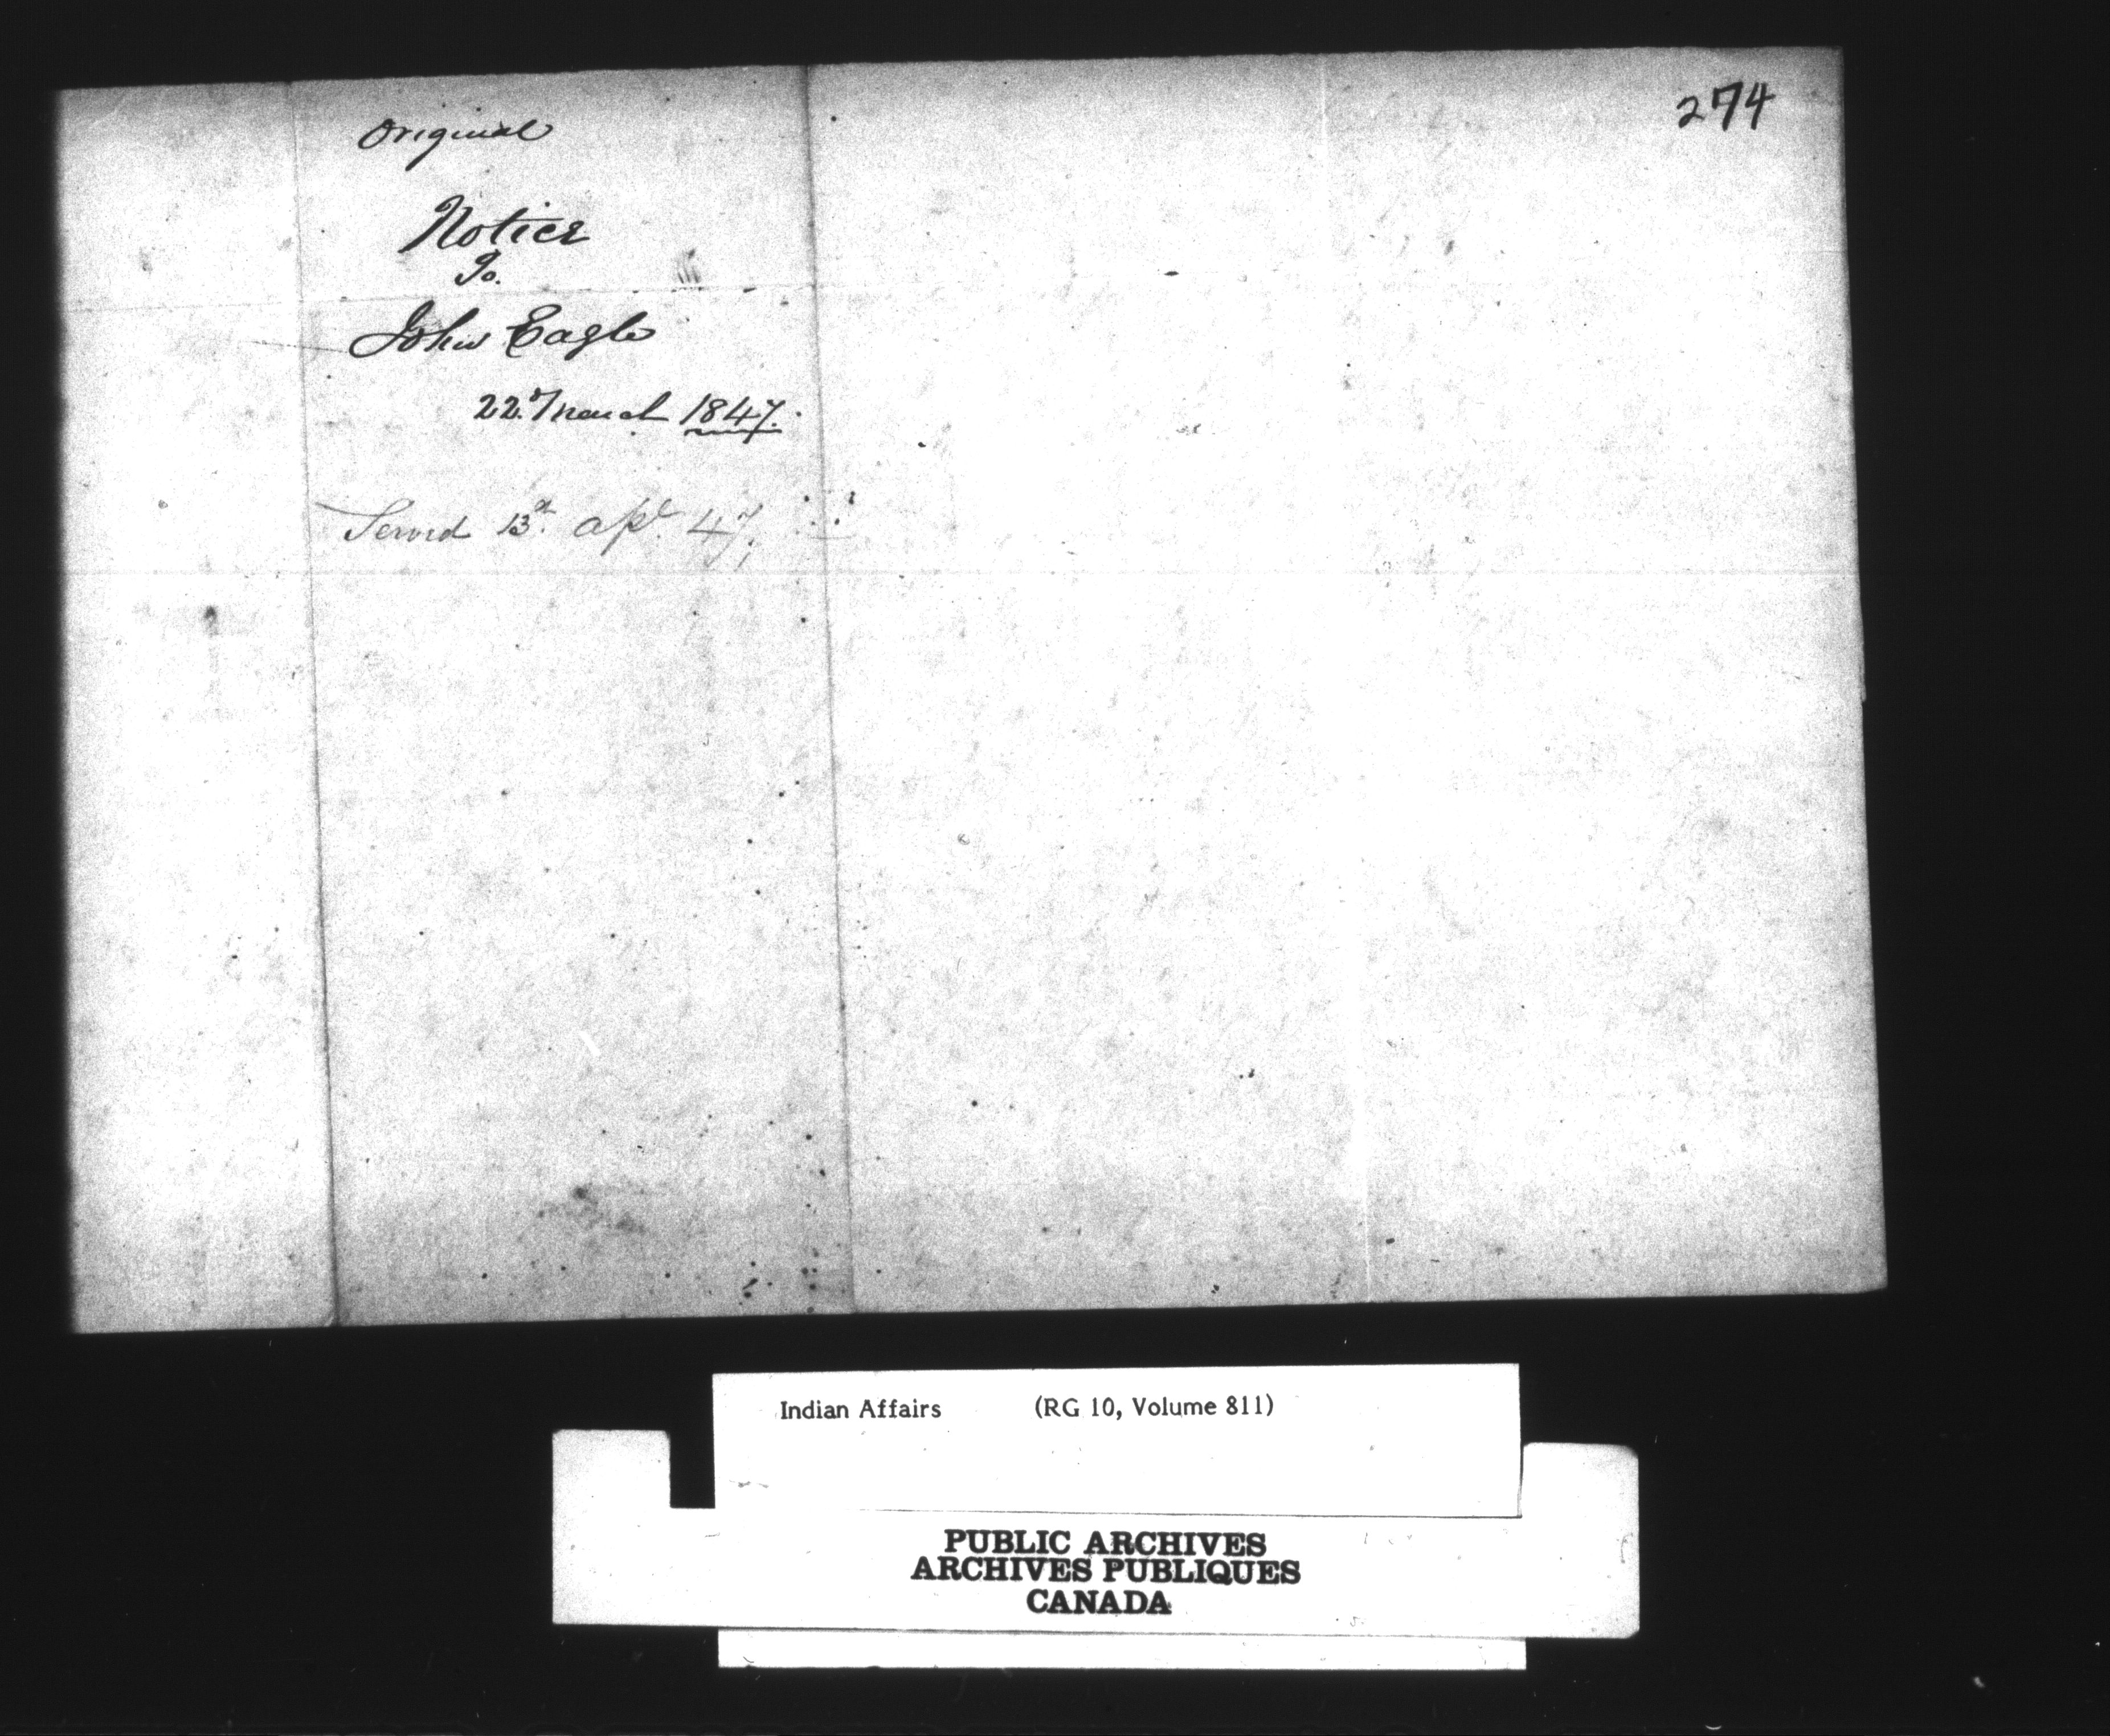 274
Original
Notice
To.
John Eagle
22d March 1847.
Served 13th apl. 47.
Indian Affairs (RG 10, Volume 811)
PUBLIC ARCHIVES
ARCHIVES PUBLIQUES
CANADA